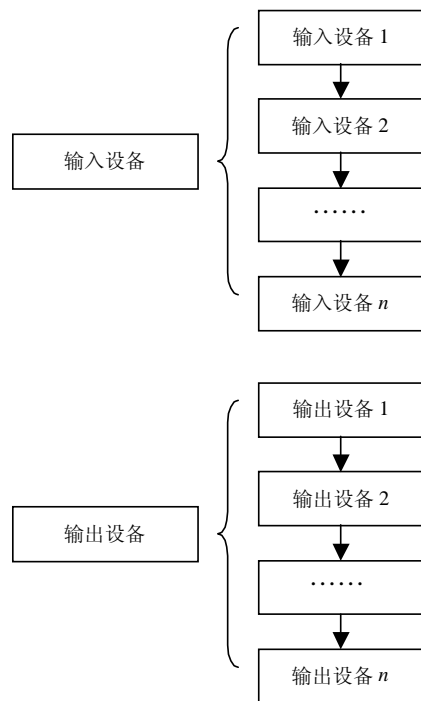 输入设备 1
输入设备 2
输入设备
……
输入设备 n
输出设备 1
输出设备 2
输出设备
……
输出设备 n